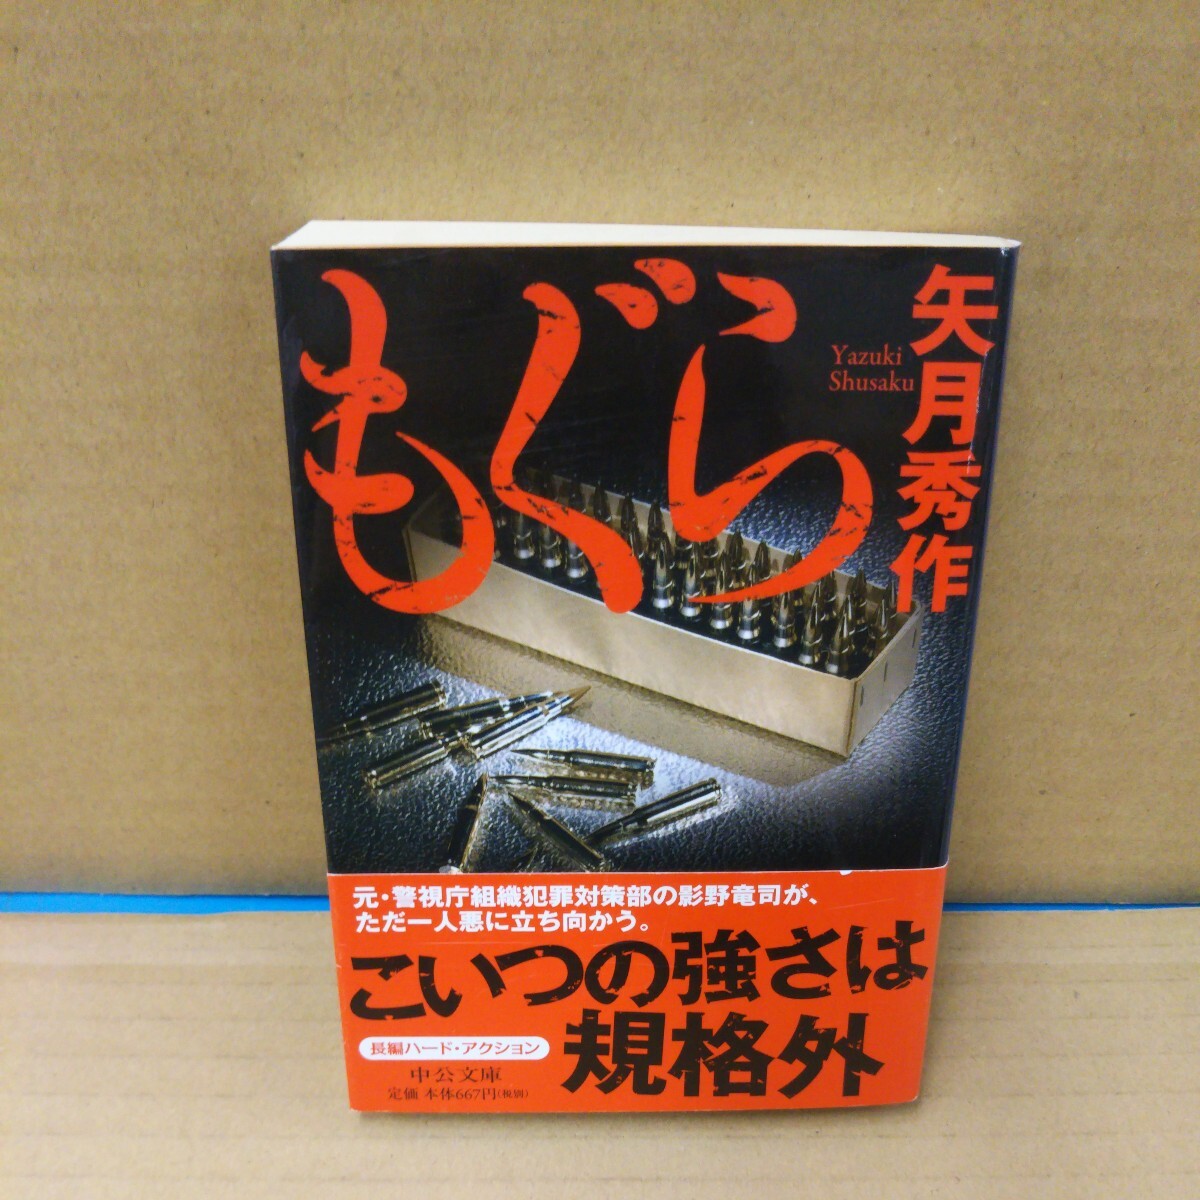 もぐら
Yazuki
Shusaku
矢月秀作
元・警視庁組織犯罪対策部の影野竜司が、
ただ一人悪に立ち向かう。
こいつの強さは
規格外
長編ハード・アクション
中公文庫
定価 本体667円(税別)